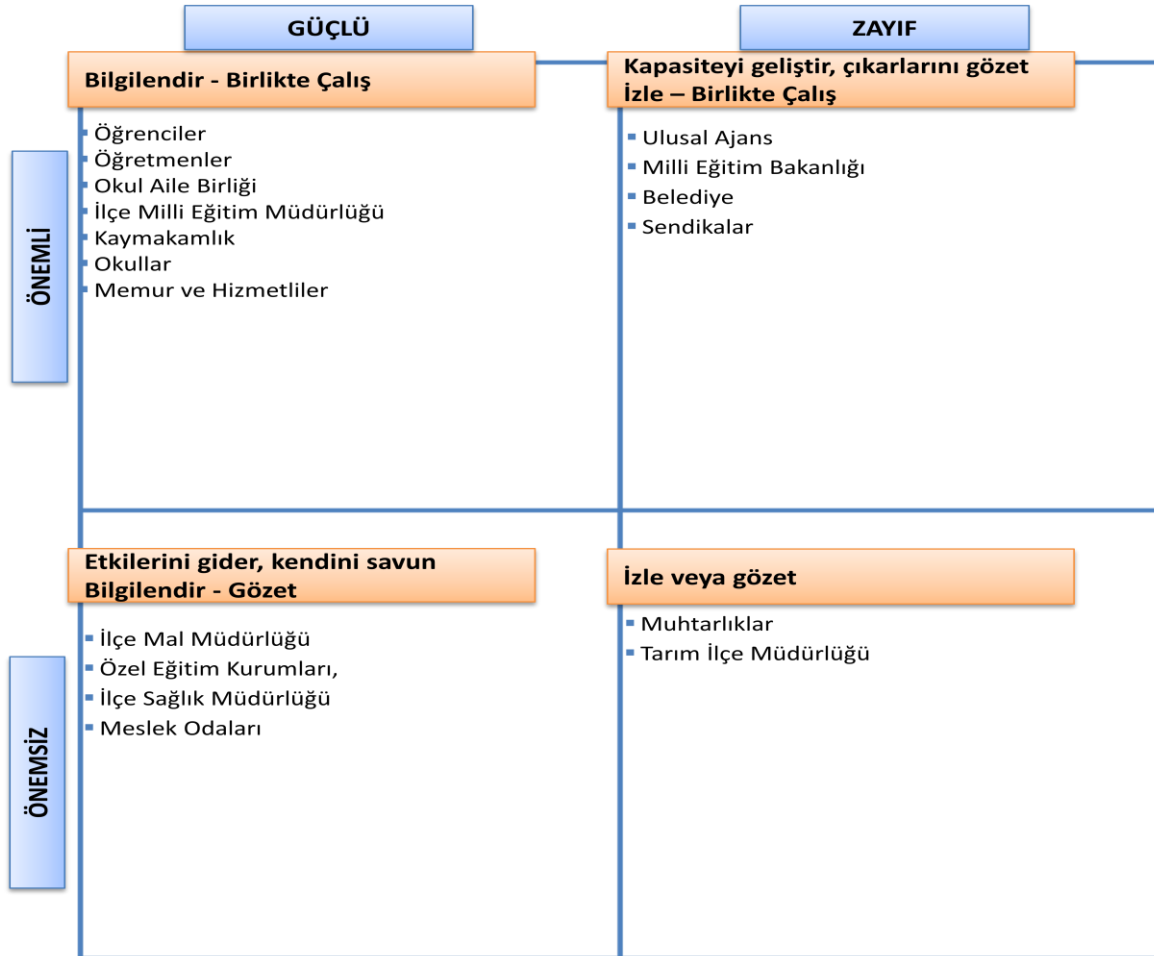 GÜÇLÜ
ZAYIF
ÖNEMLİ
Bilgilendir - Birlikte Çalış
Öğrenciler
Öğretmenler
Okul Aile Birliği
İlçe Milli Eğitim Müdürlüğü
Kaymakamlık
Okullar
Memur ve Hizmetliler
Kapasiteyi geliştir, çıkarlarını gözet
İzle – Birlikte Çalış
Ulusal Ajans
Milli Eğitim Bakanlığı
Belediye
Sendikalar
ÖNEMSİZ
Etkilerini gider, kendini savun
Bilgilendir - Gözet
İlçe Mal Müdürlüğü
Özel Eğitim Kurumları,
İlçe Sağlık Müdürlüğü
Meslek Odaları
İzle veya gözet
Muhtarlıklar
Tarım İlçe Müdürlüğü